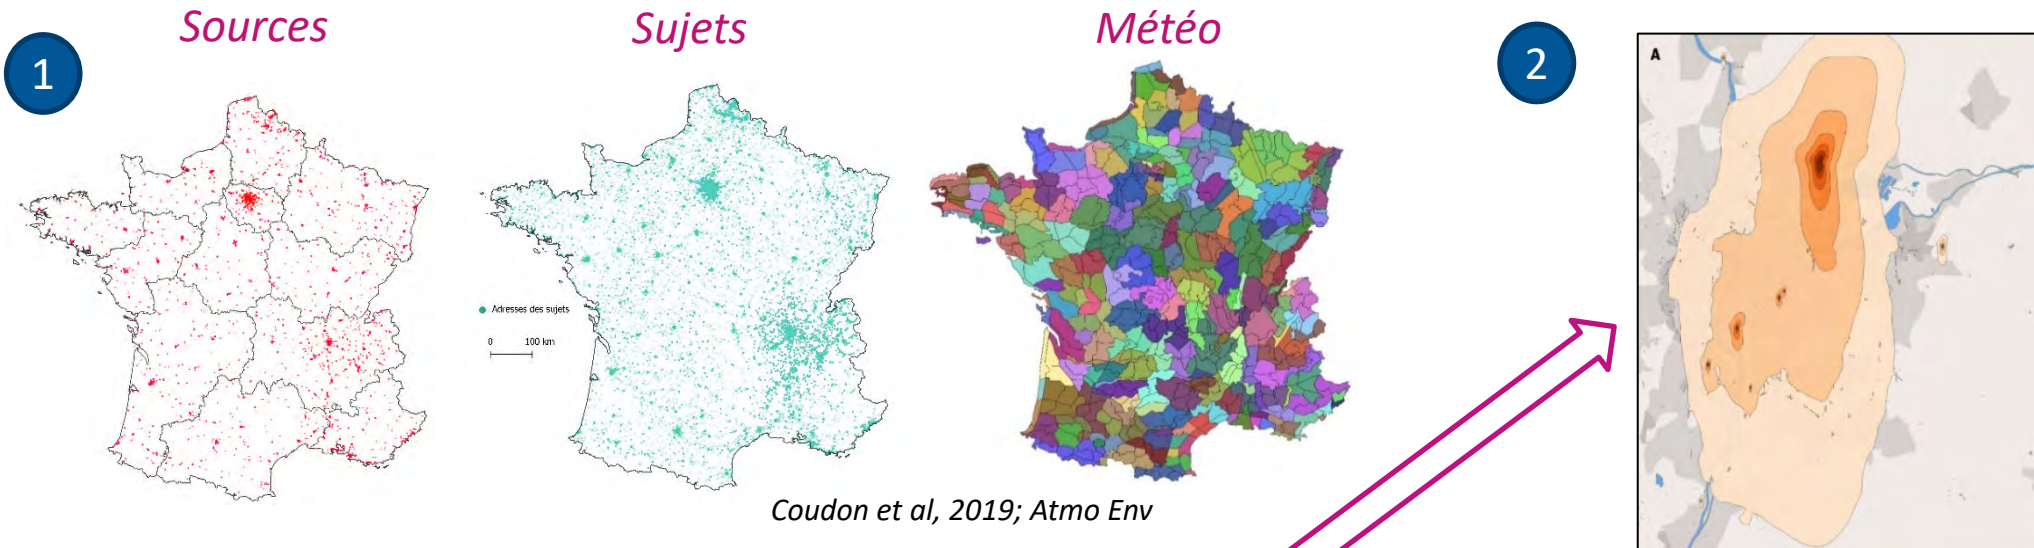 Sources
Sujets
Météo
1
2
A
Adresses des sujets
0 100 km
Coudon et al, 2019; Atmo Env